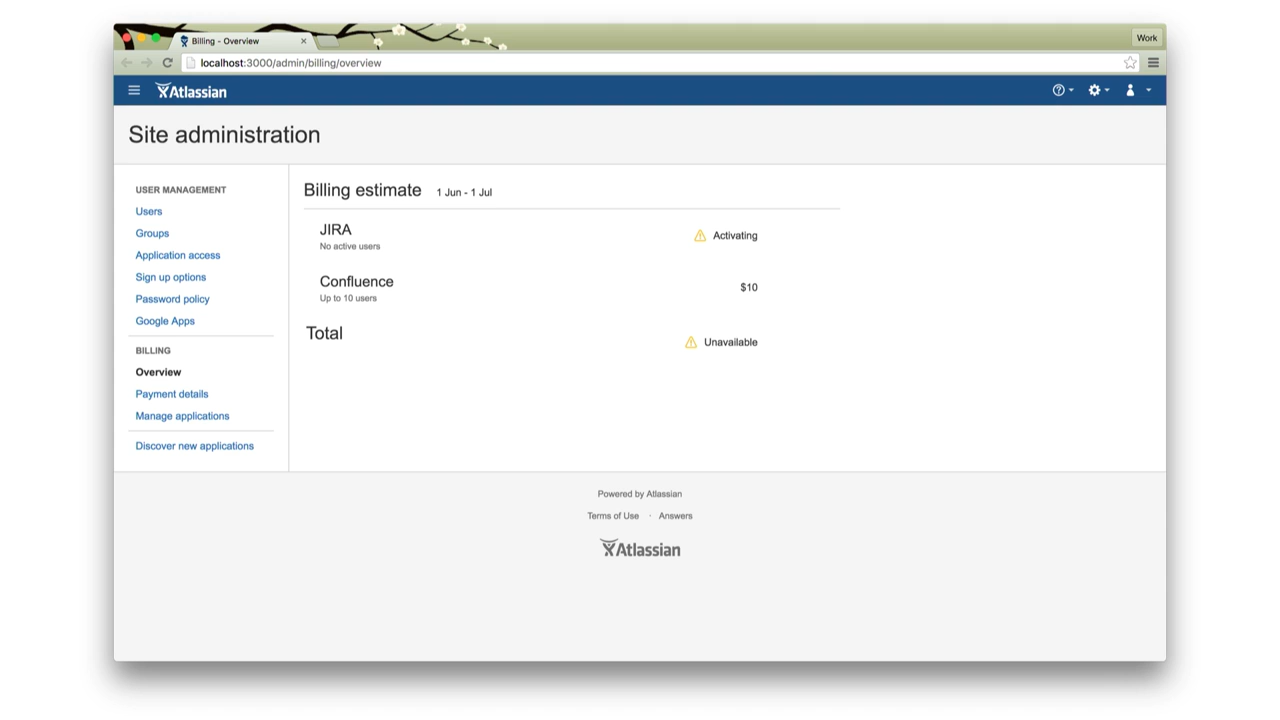 Billing - Overview
Work
localhost:3000/admin/billing/overview
Atlassian
Site administration
USER MANAGEMENT
Users
Groups
Application access
Sign up options
Password policy
Google Apps
BILLING
Overview
Payment details
Manage applications
Discover new applications
Billing estimate 1 Jun - 1 Jul
JIRA
No active users
Activating
Confluence
Up to 10 users
$10
Total
Unavailable
Powered by Atlassian
Terms of Use · Answers
Atlassian